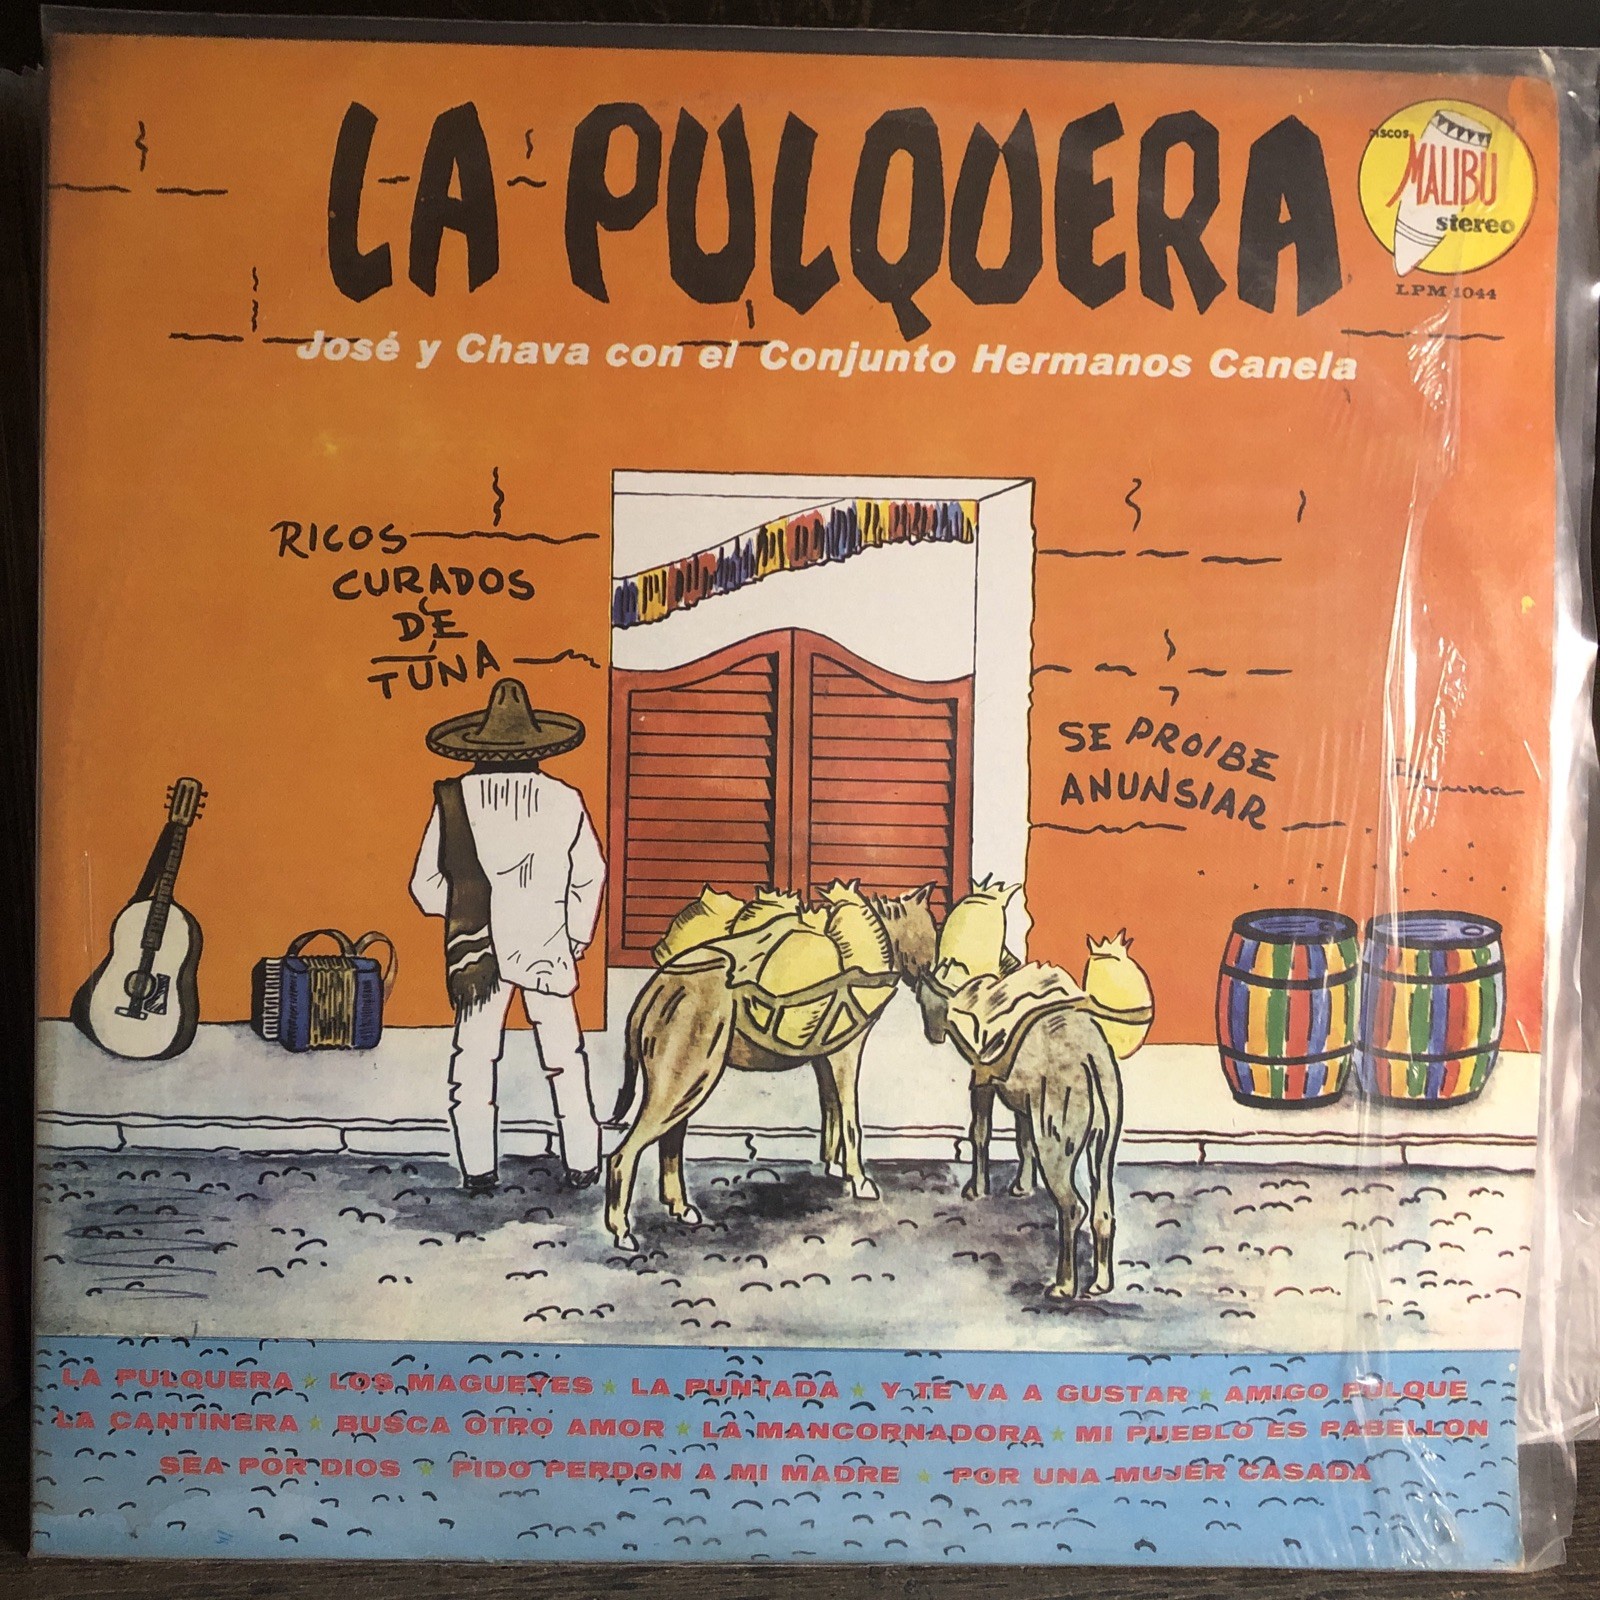 LA PULQUERA
DISCOS
MALIBU
stereo
LPM 1044
José y Chava con el Conjunto Hermanos Canela
RICOS
CURADOS
DE
TUNA
SE PROIBE
ANUNSIAR
LA PULQUERA ★ LOS MAGUEYES ★ LA PUNTADA ★ Y TE VA A GUSTAR ★ AMIGO PULQUE
LA CANTINERA ★ BUSCA OTRO AMOR ★ LA MANCORNADORA ★ MI PUEBLO ES PABELLON
SEA POR DIOS ★ PIDO PERDON A MI MADRE ★ POR UNA MUJER CASADA